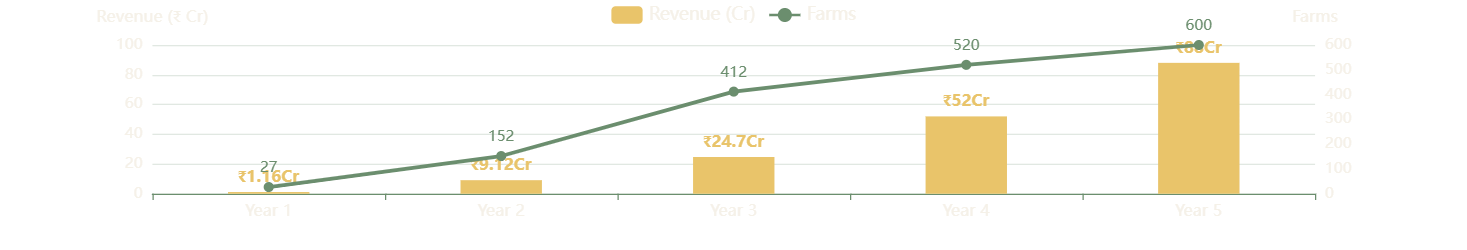 Revenue (₹ Cr)
Revenue (Cr)
Farms
Farms
100
80
60
40
20
0
27
₹1.16Cr
152
₹9.12Cr
412
₹24.7Cr
520
₹52Cr
600
600
500
400
300
200
100
0
Year 1
Year 2
Year 3
Year 4
Year 5